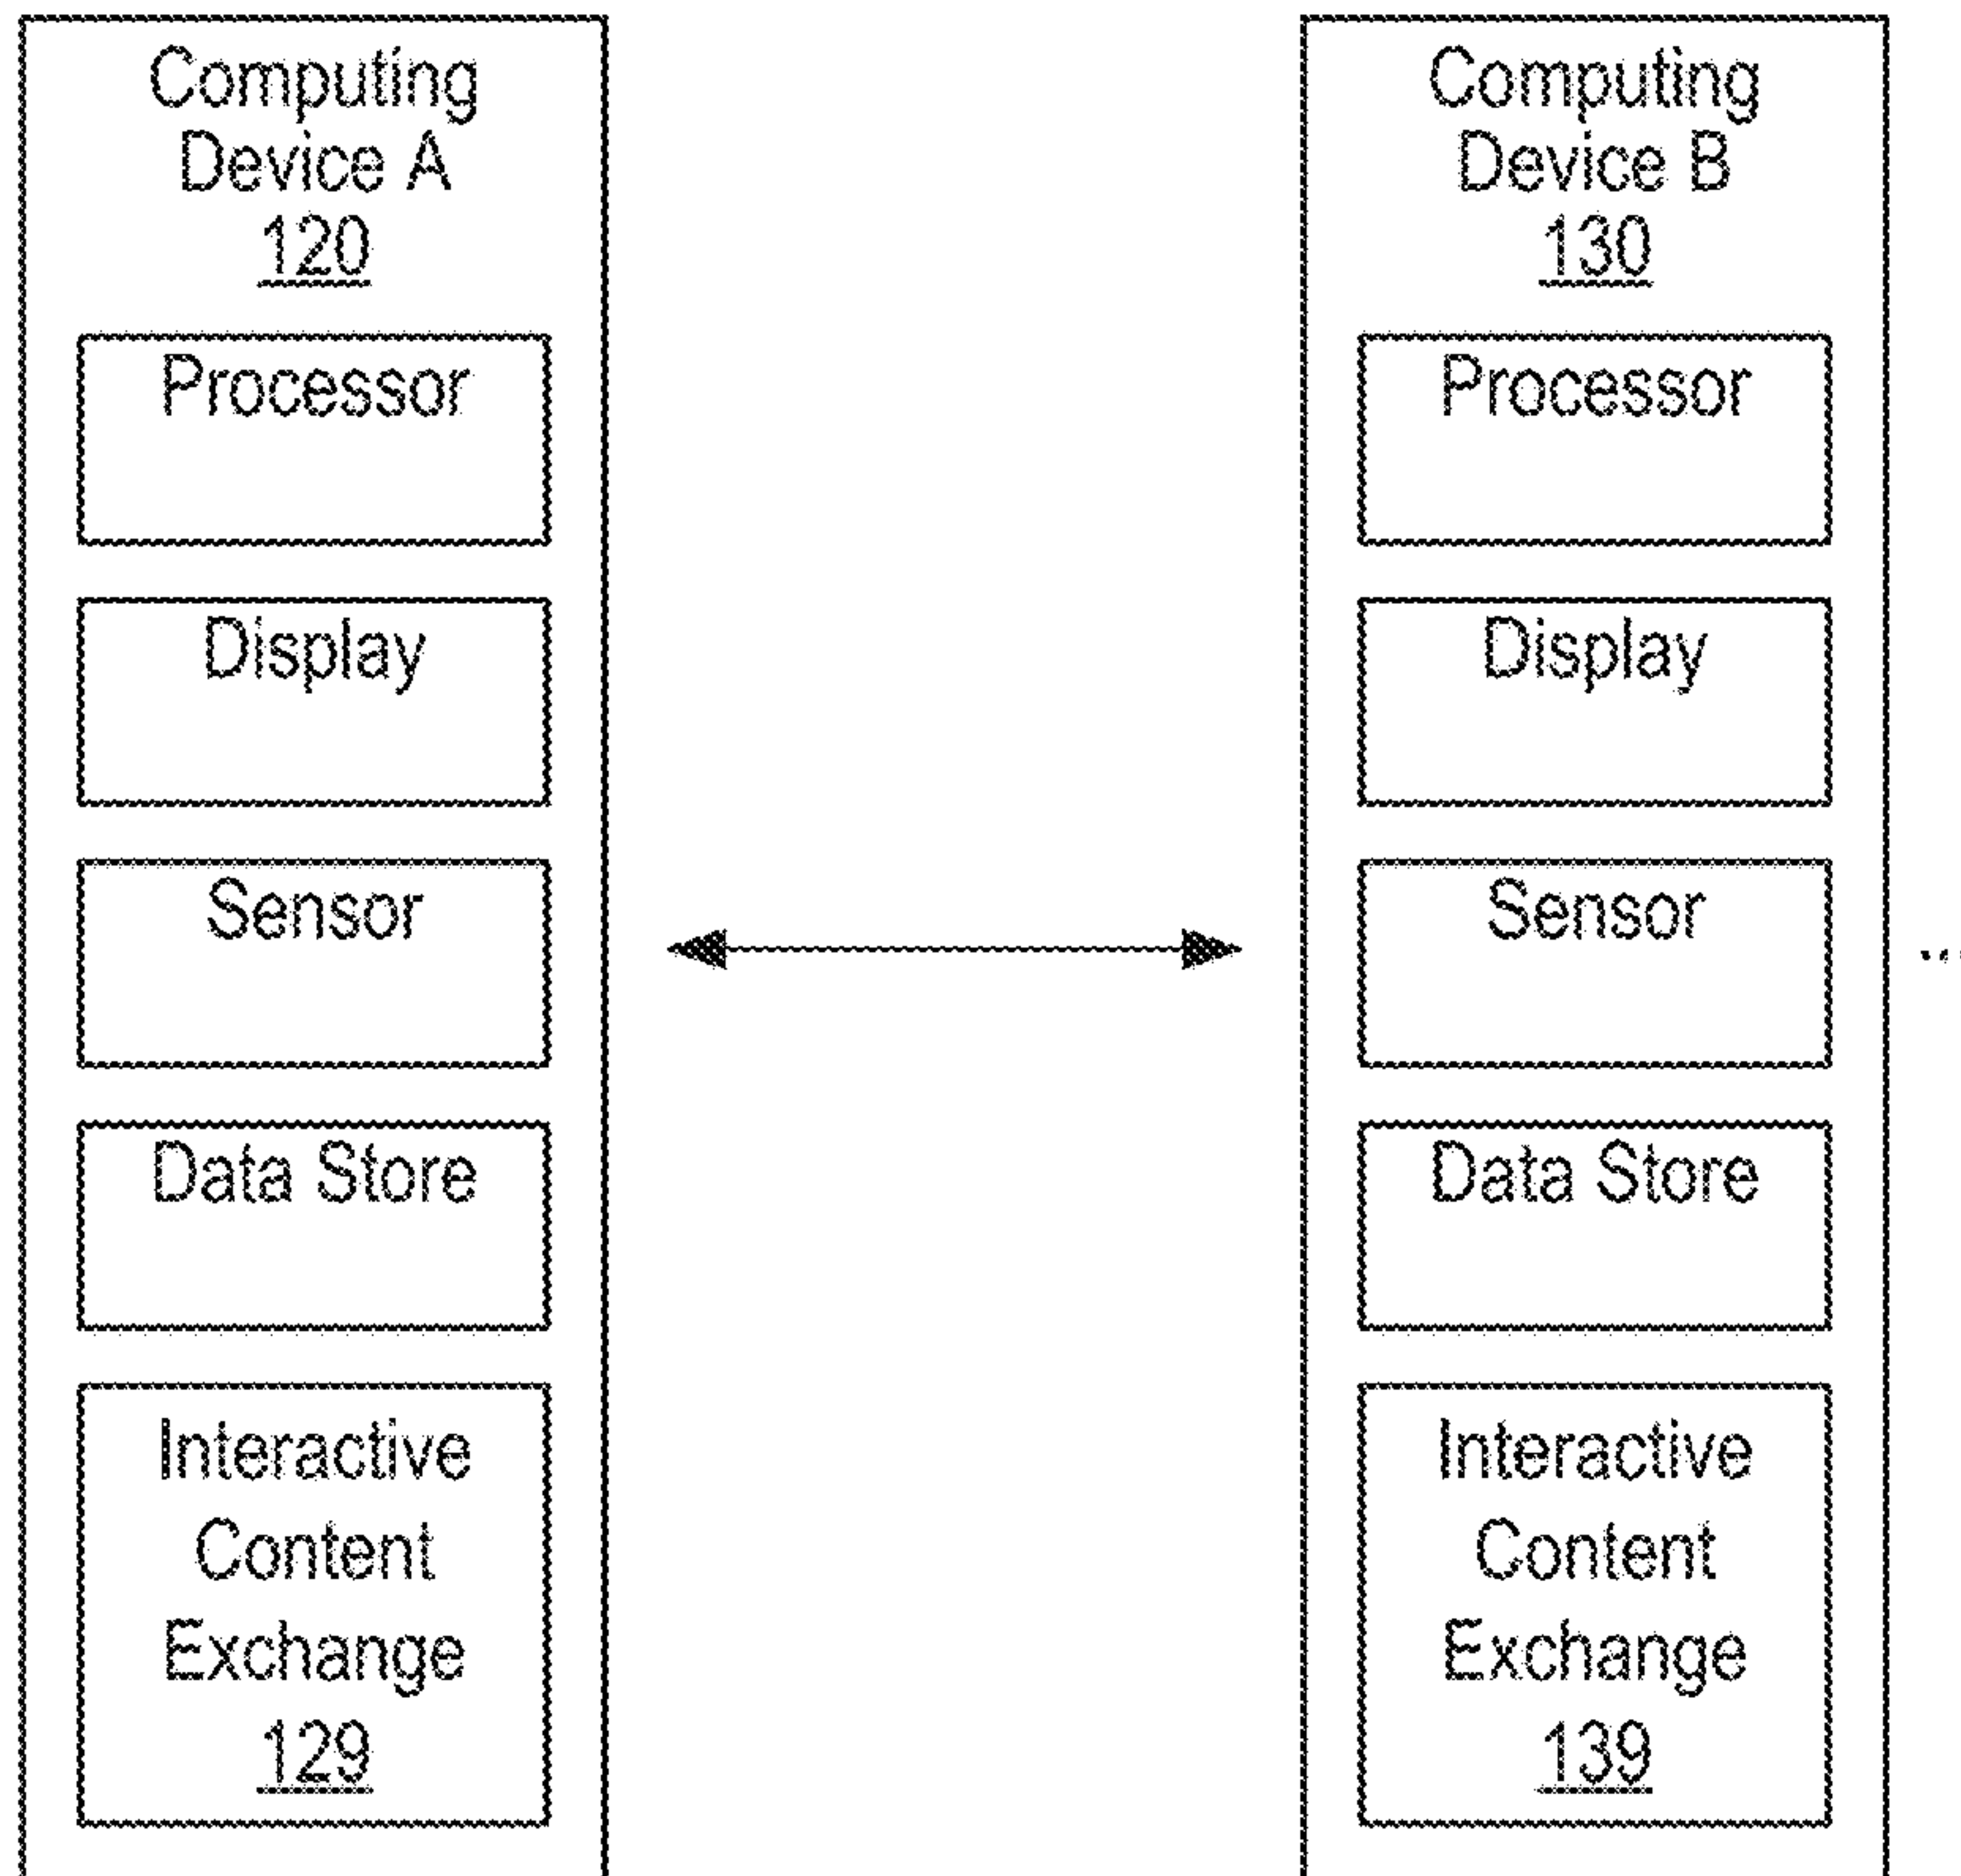 Computing
Device A
120
Processor
Display
Sensor
Data Store
Interactive
Content
Exchange
129
Computing
Device B
130
Processor
Display
Sensor
Data Store
Interactive
Content
Exchange
139
...